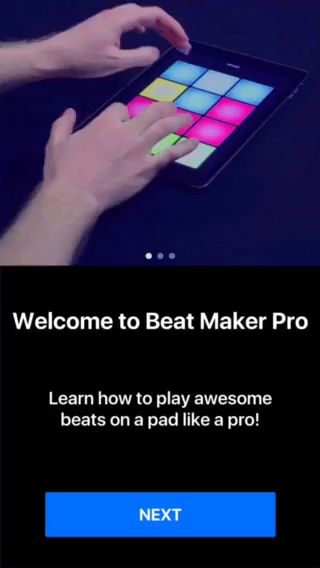 Welcome to Beat Maker Pro
Learn how to play awesome
beats on a pad like a pro!
NEXT